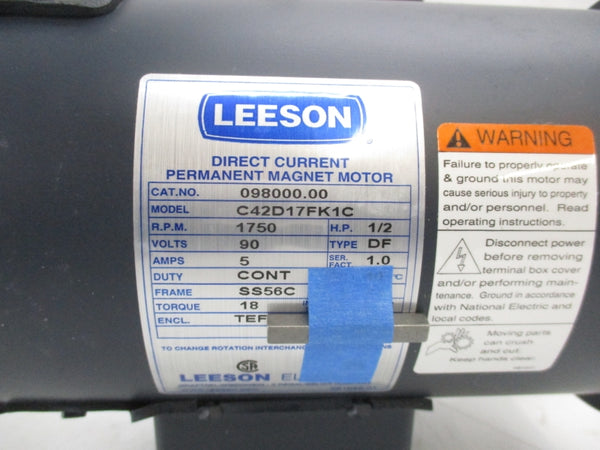 LEESON
DIRECT CURRENT
PERMANENT MAGNET MOTOR
CAT.NO. 098000.00
MODEL C42D17FK1C
R.P.M. 1750 H.P. 1/2
VOLTS 90 TYPE DF
AMPS 5 SER. FACT. 1.0
DUTY CONT °C
FRAME SS56C
TORQUE 18
ENCL. TEF
TO CHANGE ROTATION INTERCH
LEESON
WARNING
Failure to properly operate
& ground this motor may
cause serious injury to property
and/or personnel. Read
operating instructions.
Disconnect power
before removing
terminal box cover
and/or performing main-
tenance. Ground in accordance
with National Electric and
local codes.
Moving parts
can crush
and cut.
Keep hands clear.